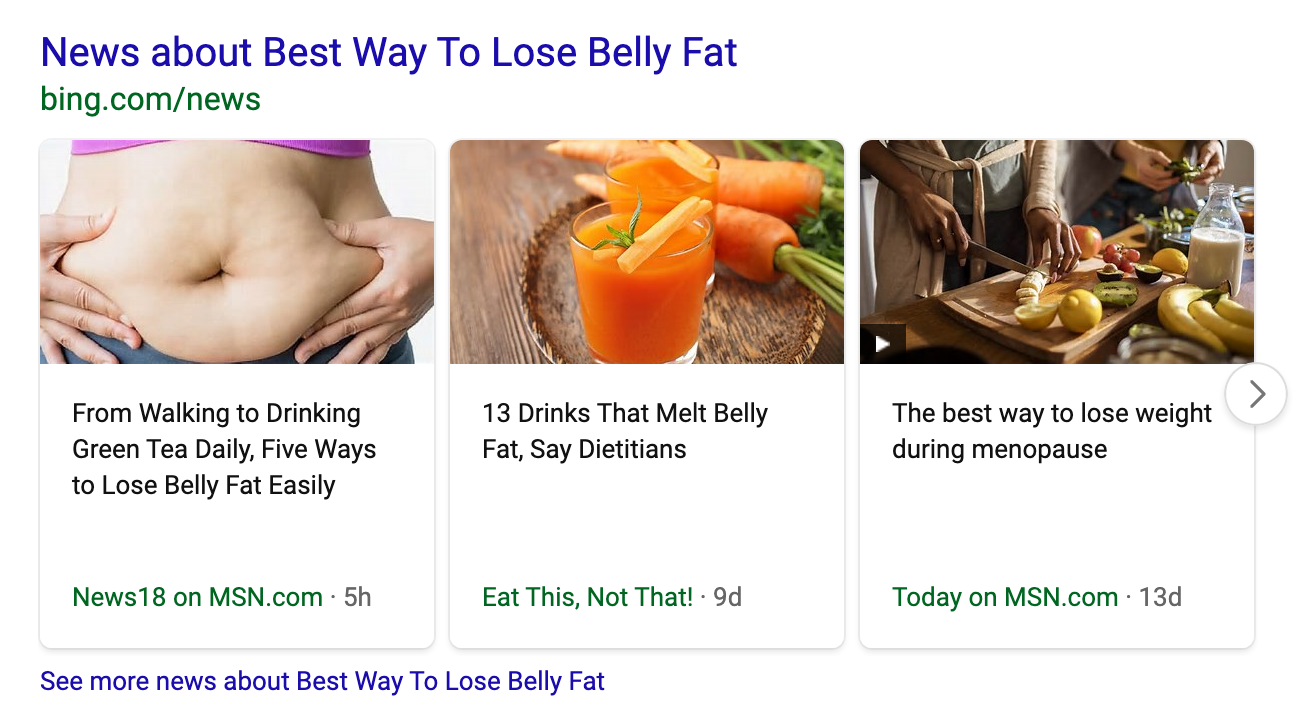 News about Best Way To Lose Belly Fat
bing.com/news
From Walking to Drinking
Green Tea Daily, Five Ways
to Lose Belly Fat Easily
News18 on MSN.com · 5h
13 Drinks That Melt Belly
Fat, Say Dietitians
Eat This, Not That! · 9d
The best way to lose weight
during menopause
Today on MSN.com · 13d
See more news about Best Way To Lose Belly Fat